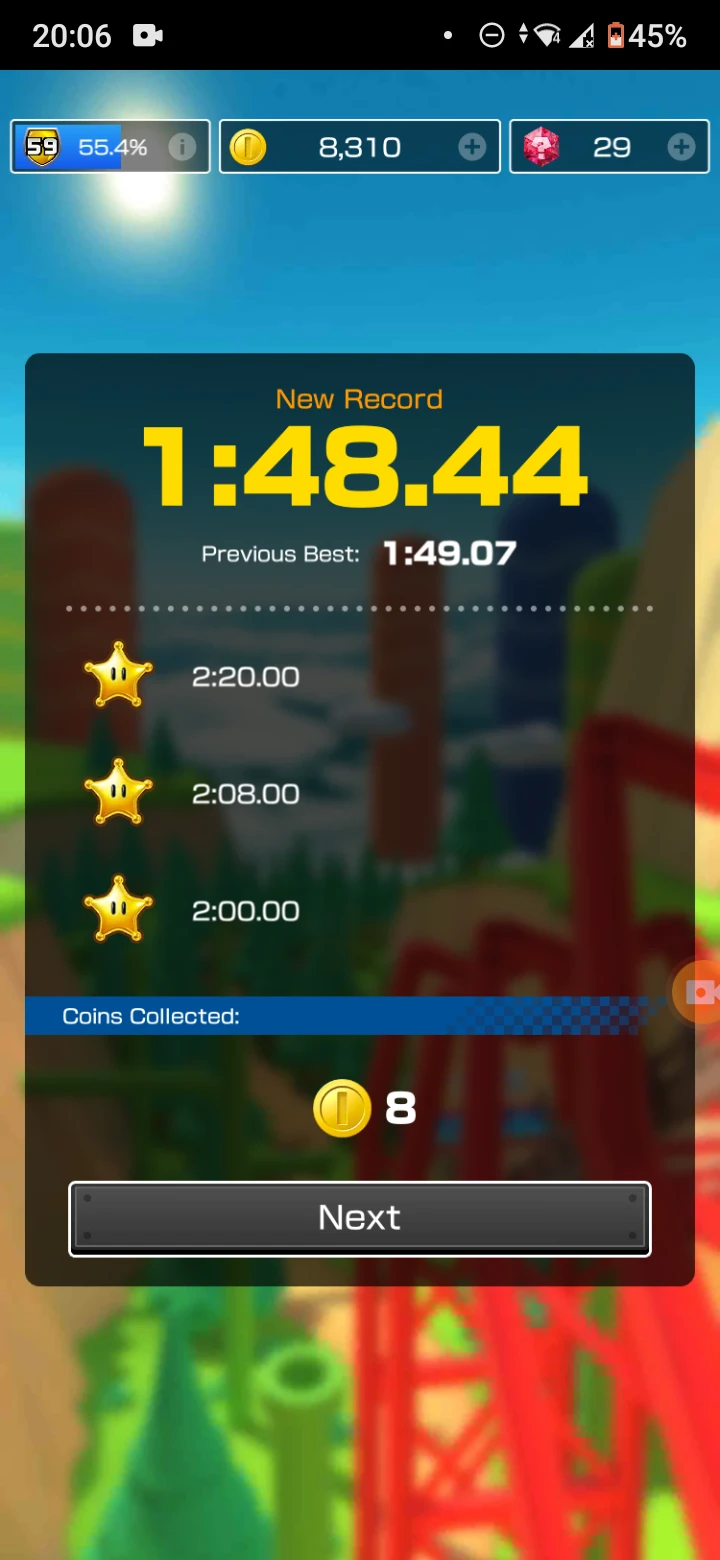 20:06 45%
59 55.4% i 8,310 + ? 29 +
New Record
1:48.44
Previous Best: 1:49.07
2:20.00
2:08.00
2:00.00
Coins Collected:
8
Next